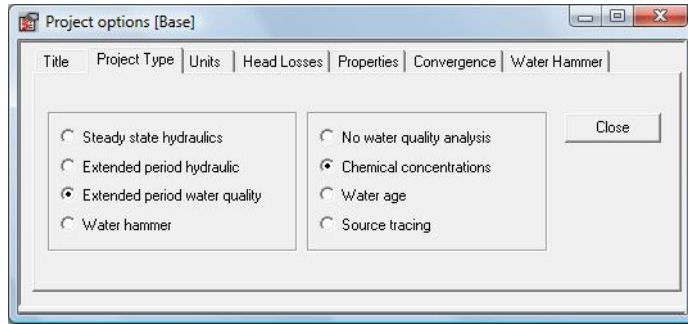 Project options [Base]
Title Project Type Units Head Losses Properties Convergence Water Hammer
Steady state hydraulics
Extended period hydraulic
Extended period water quality
Water hammer
No water quality analysis
Chemical concentrations
Water age
Source tracing
Close